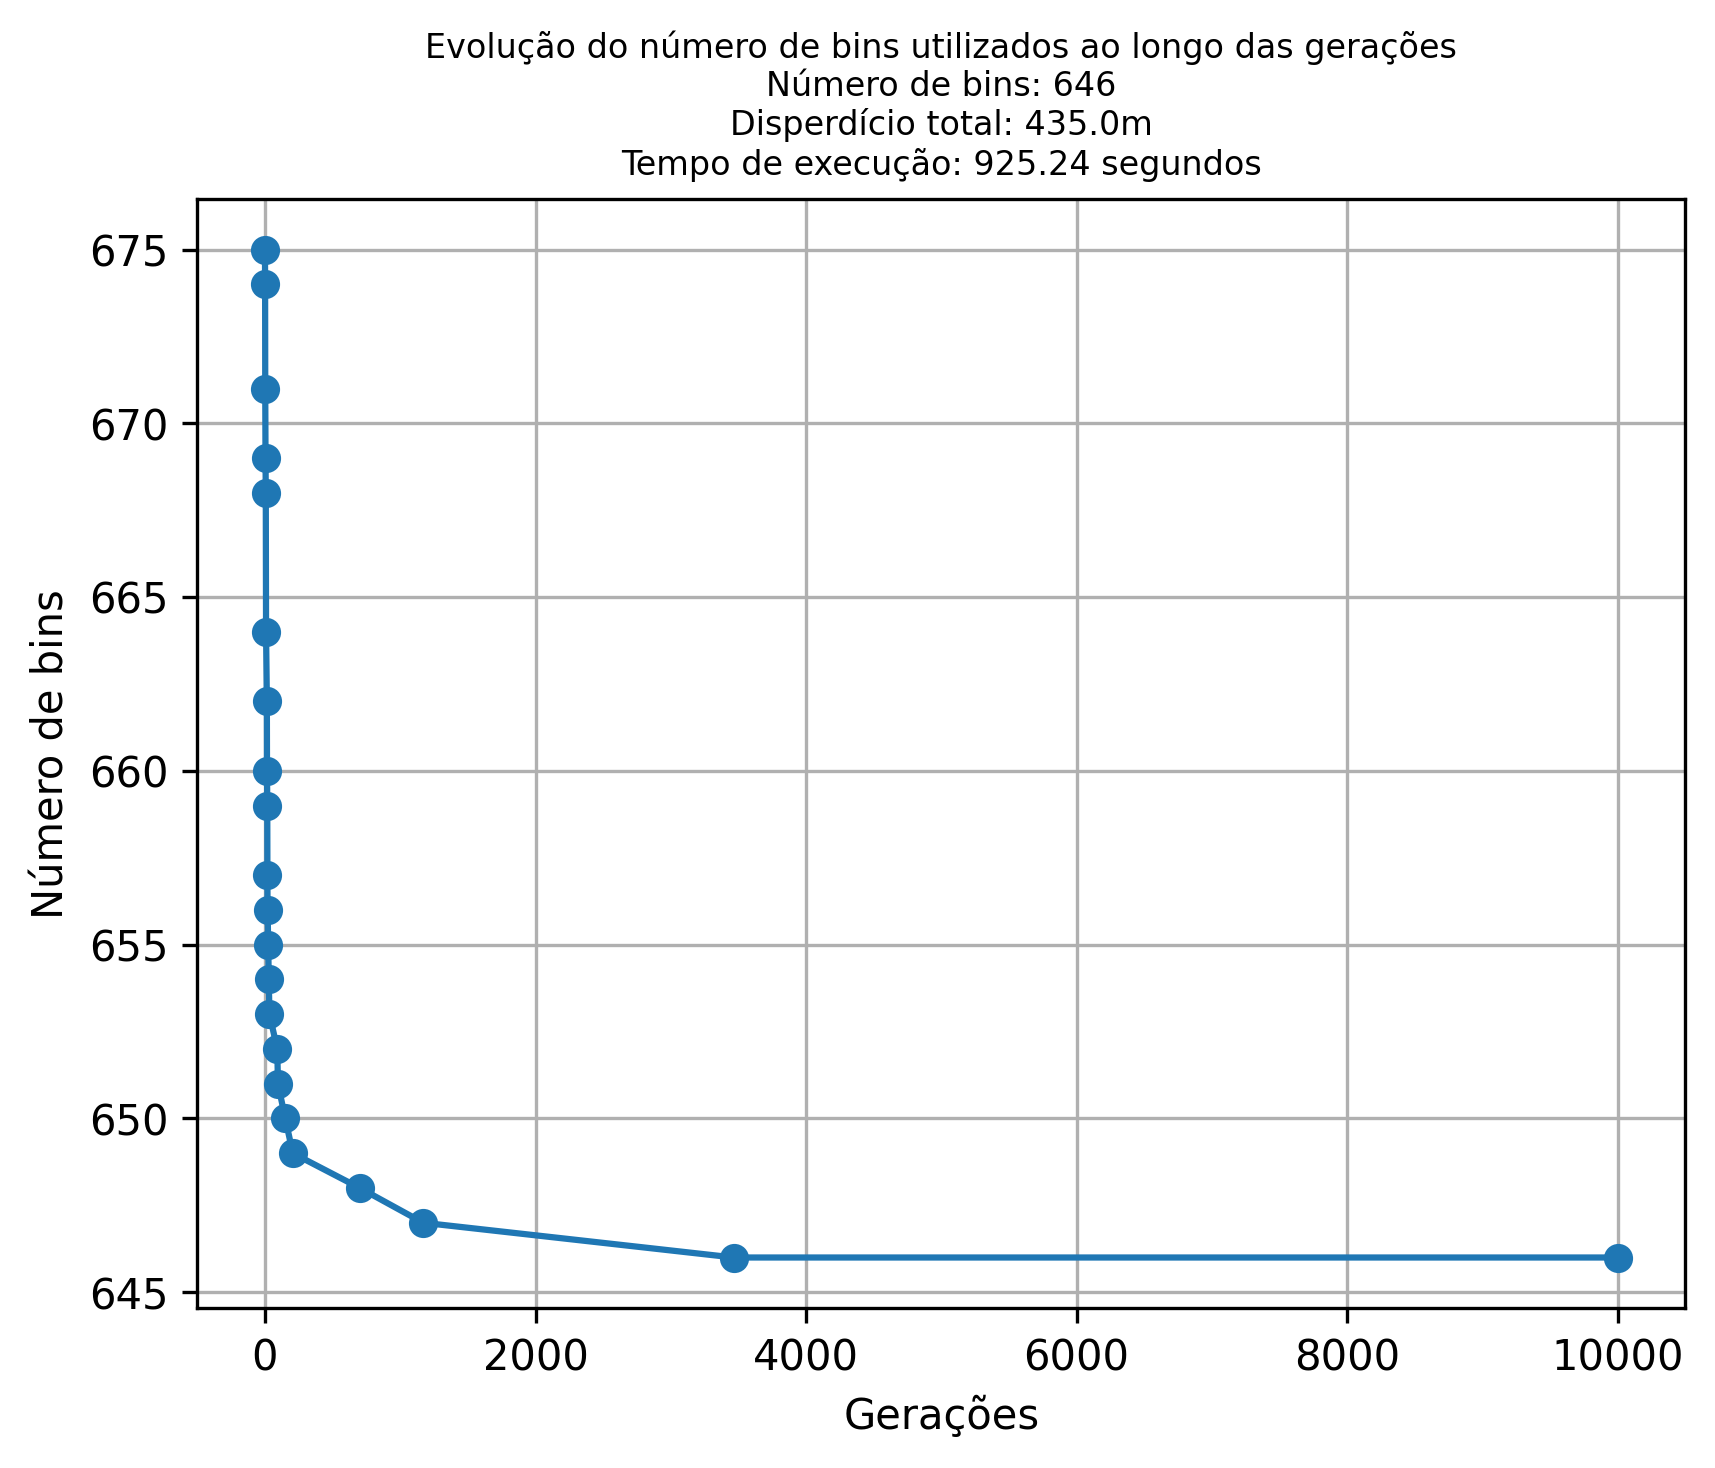 Evolução do número de bins utilizados ao longo das gerações
Número de bins: 646
Disperdício total: 435.0m
Tempo de execução: 925.24 segundos
675
670
665
660
655
650
645
Número de bins
0 2000 4000 6000 8000 10000
Gerações